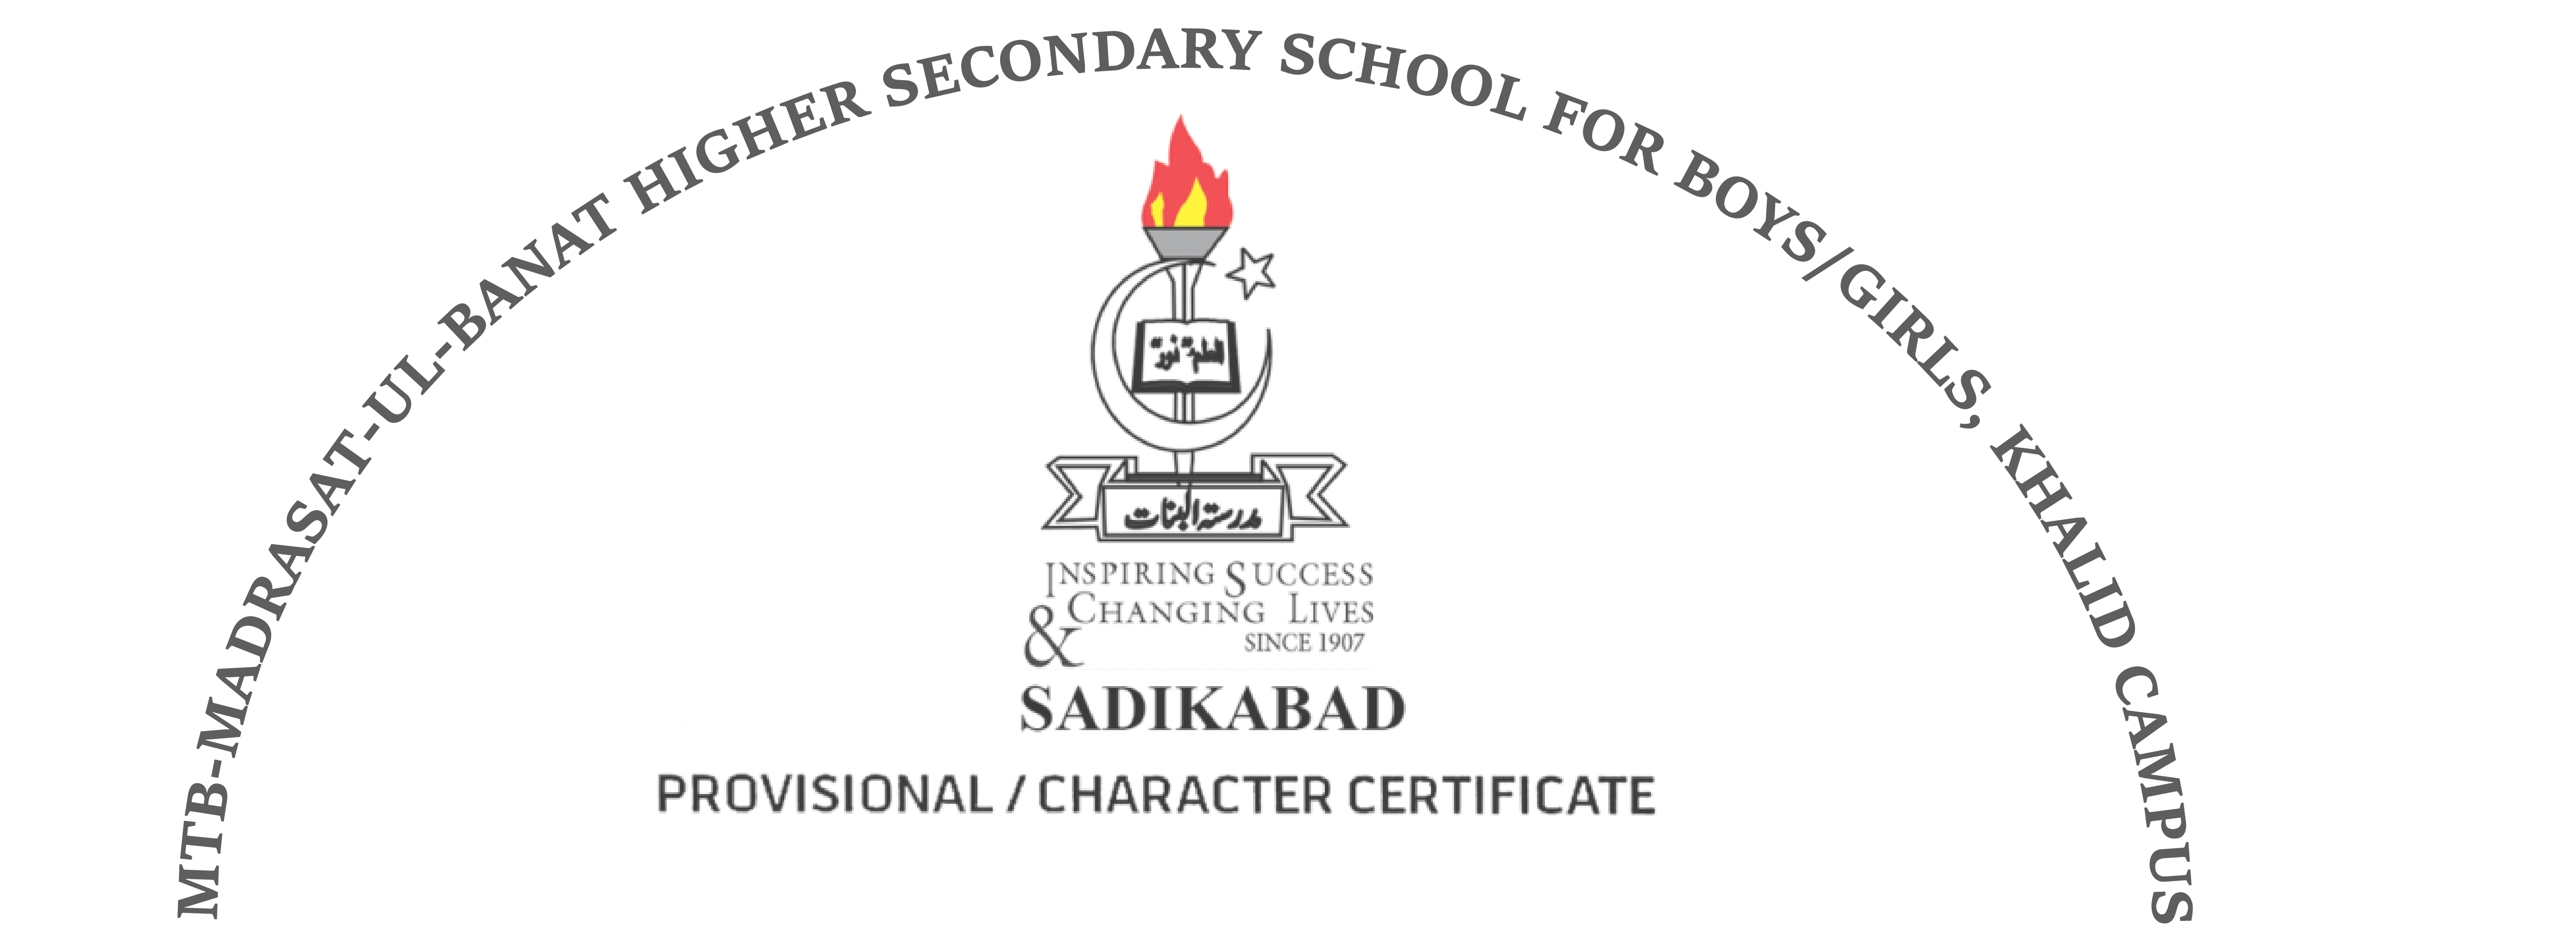 MTB-MADRASAT-UL-BANAT HIGHER SECONDARY SCHOOL FOR BOYS/GIRLS, KHALID CAMPUS
العلم نور
مدرستہ البنات
INSPIRING SUCCESS
& CHANGING LIVES
SINCE 1907
SADIKABAD
PROVISIONAL / CHARACTER CERTIFICATE